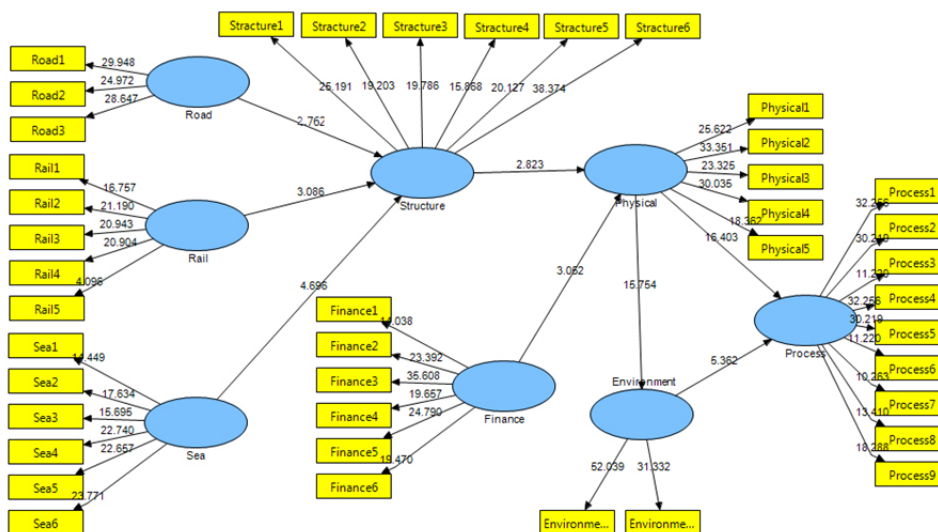 Stracture1
Stracture2
Stracture3
Stracture4
Stracture5
Stracture6
25.191
19.203
19.786
15.868
20.127
38.374
Road1
Road2
Road3
29.948
24.972
28.647
Road
2.762
Rail1
Rail2
Rail3
Rail4
Rail5
16.757
21.190
20.943
20.904
4.096
Rail
3.086
Structure
2.823
Sea1
Sea2
Sea3
Sea4
Sea5
Sea6
14.449
17.634
15.695
22.740
22.657
23.771
Sea
4.696
Finance1
Finance2
Finance3
Finance4
Finance5
Finance6
14.038
23.392
35.608
19.657
24.790
19.470
Finance
3.052
Physical1
Physical2
Physical3
Physical4
Physical5
25.622
33.351
23.325
30.035
18.362
Physical
16.403
15.754
Environment
5.362
52.039
31.332
Environme...
Environme...
Process1
Process2
Process3
Process4
Process5
Process6
Process7
Process8
Process9
32.256
30.219
11.220
32.256
30.219
11.220
10.263
13.410
18.288
Process